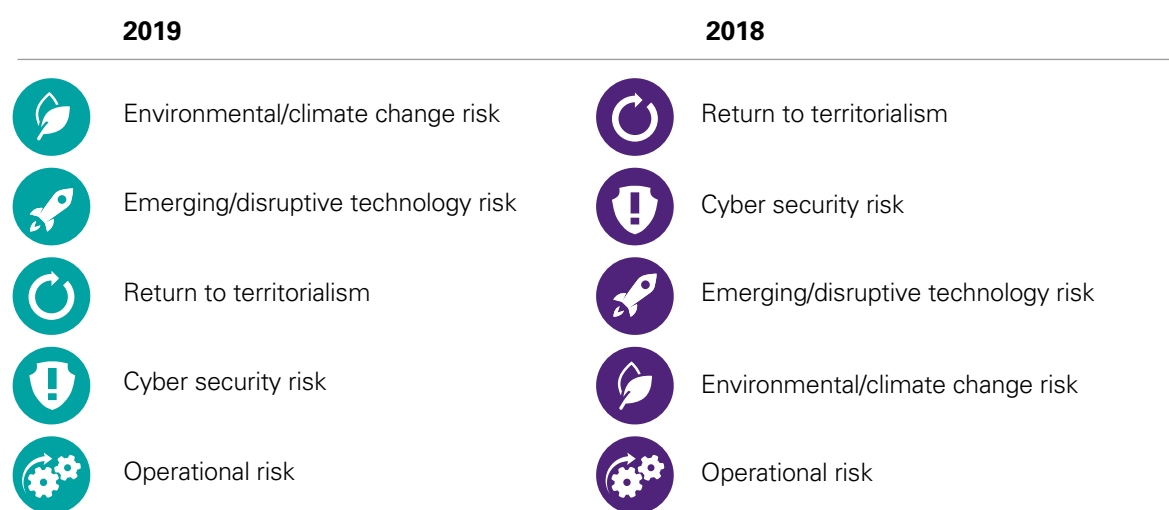 2019 2018
Environmental/climate change risk Return to territorialism
Emerging/disruptive technology risk Cyber security risk
Return to territorialism Emerging/disruptive technology risk
Cyber security risk Environmental/climate change risk
Operational risk Operational risk